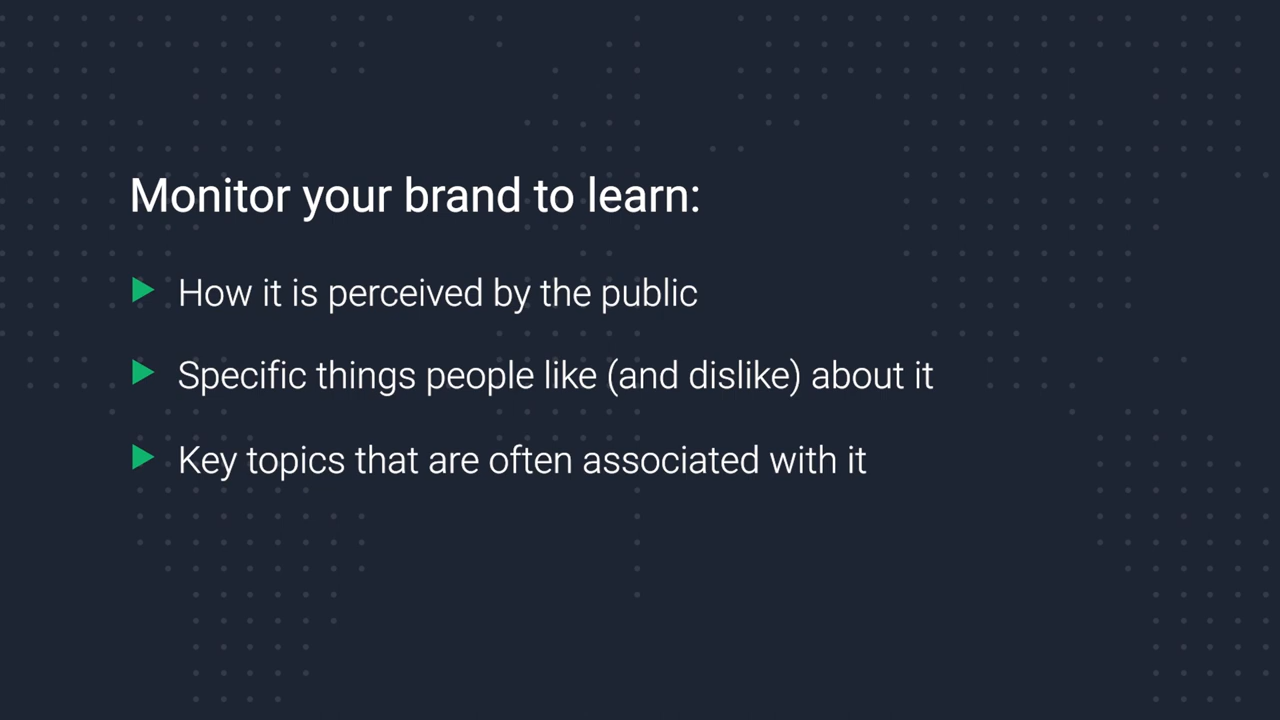 Monitor your brand to learn:
How it is perceived by the public
Specific things people like (and dislike) about it
Key topics that are often associated with it